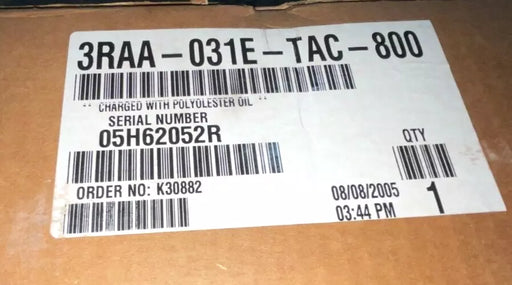 3RAA-031E-TAC-800
" CHARGED WITH POLYOLESTER OIL "
SERIAL NUMBER
05H62052R
QTY
ORDER NO: K30882
08/08/2005
03:44 PM
1